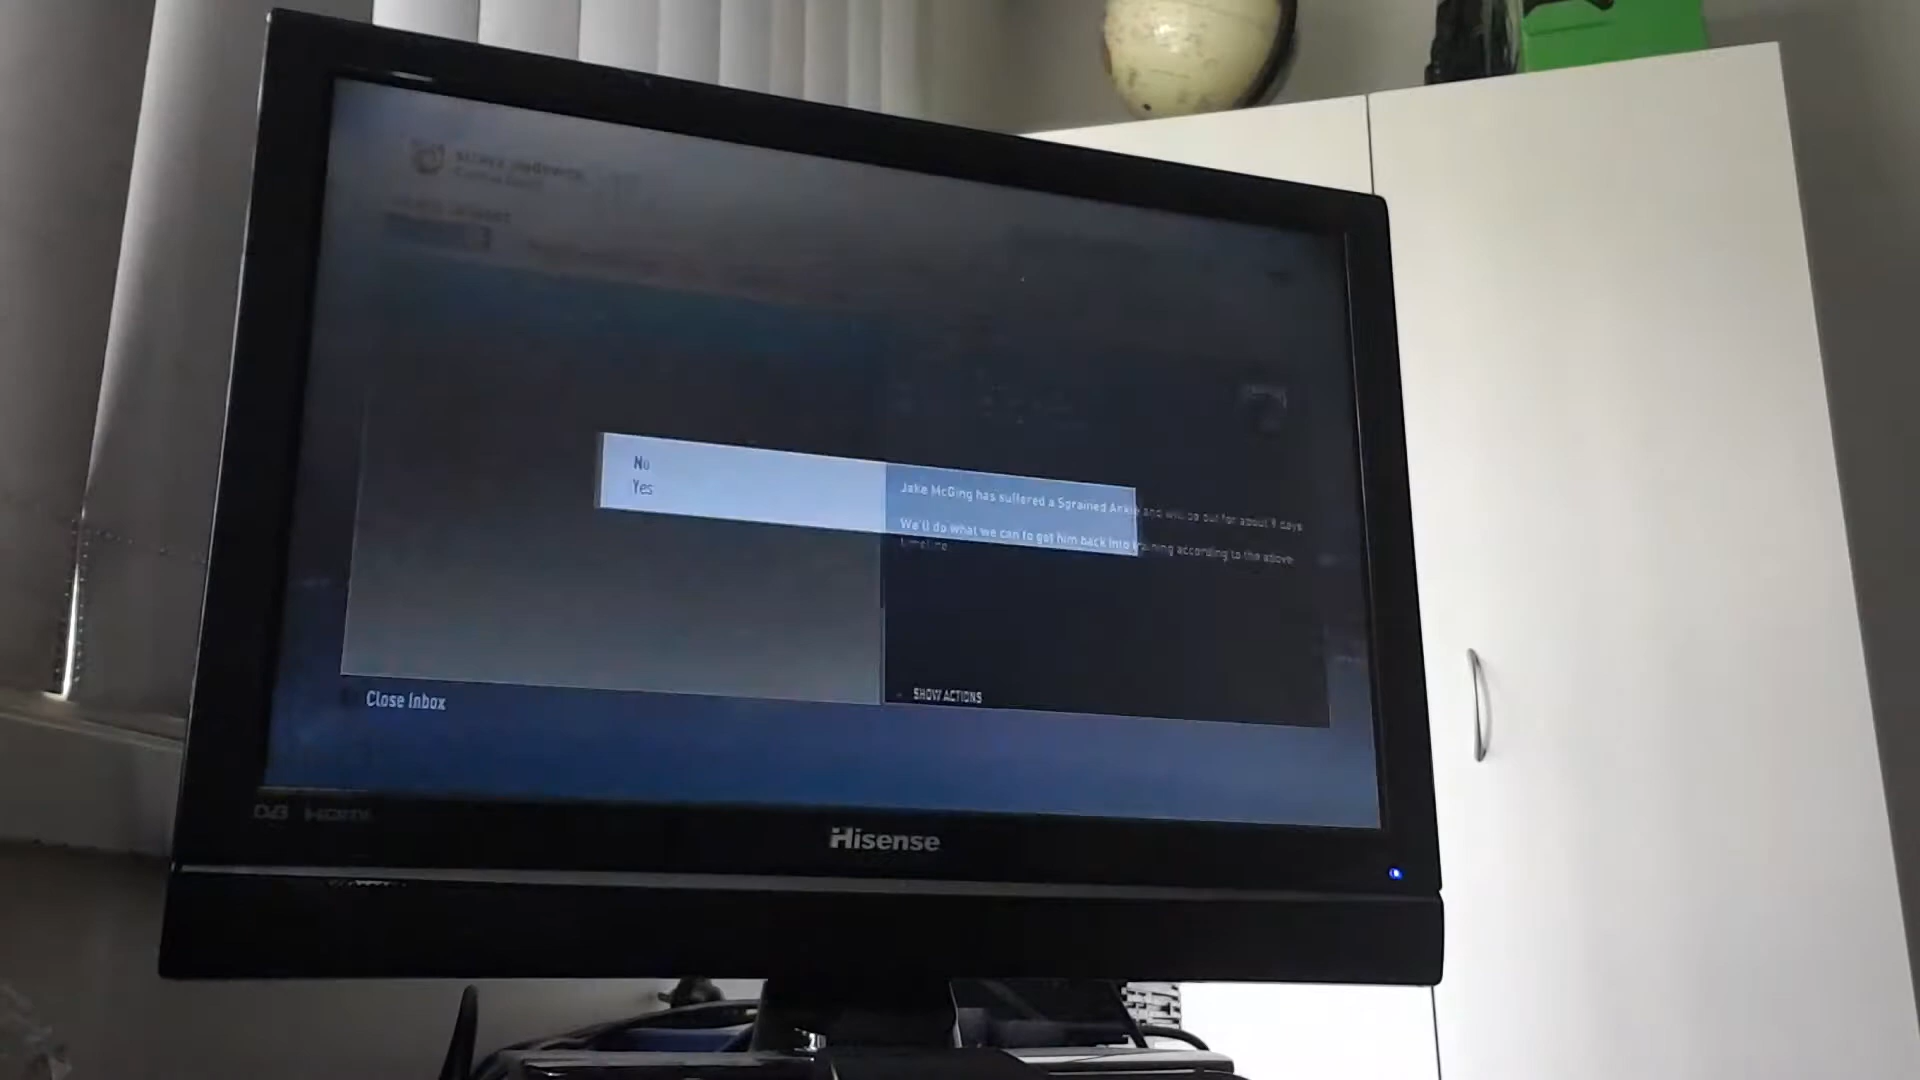 No
Yes
Jake McGing has suffered a Sprained Ankle and will be out for about 9 days
We'll do what we can to get him back into training according to the above
timeline
SHOW ACTIONS
Close Inbox
DVB HDMI
Hisense